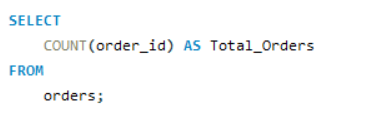 SELECT
    COUNT(order_id) AS Total_Orders
FROM
    orders;